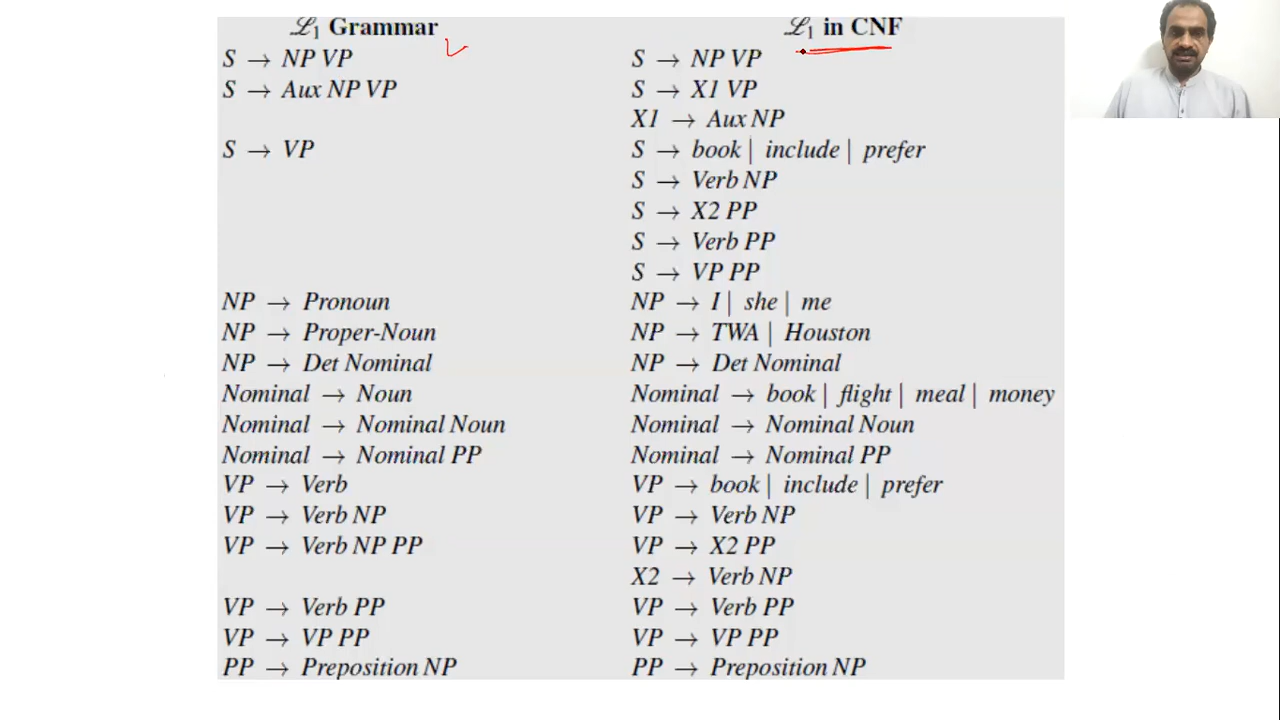 ℒ1 Grammar ℒ1 in CNF
S → NP VP S → NP VP
S → Aux NP VP S → X1 VP
X1 → Aux NP
S → VP S → book | include | prefer
S → Verb NP
S → X2 PP
S → Verb PP
S → VP PP
NP → Pronoun NP → I | she | me
NP → Proper-Noun NP → TWA | Houston
NP → Det Nominal NP → Det Nominal
Nominal → Noun Nominal → book | flight | meal | money
Nominal → Nominal Noun Nominal → Nominal Noun
Nominal → Nominal PP Nominal → Nominal PP
VP → Verb VP → book | include | prefer
VP → Verb NP VP → Verb NP
VP → Verb NP PP VP → X2 PP
X2 → Verb NP
VP → Verb PP VP → Verb PP
VP → VP PP VP → VP PP
PP → Preposition NP PP → Preposition NP